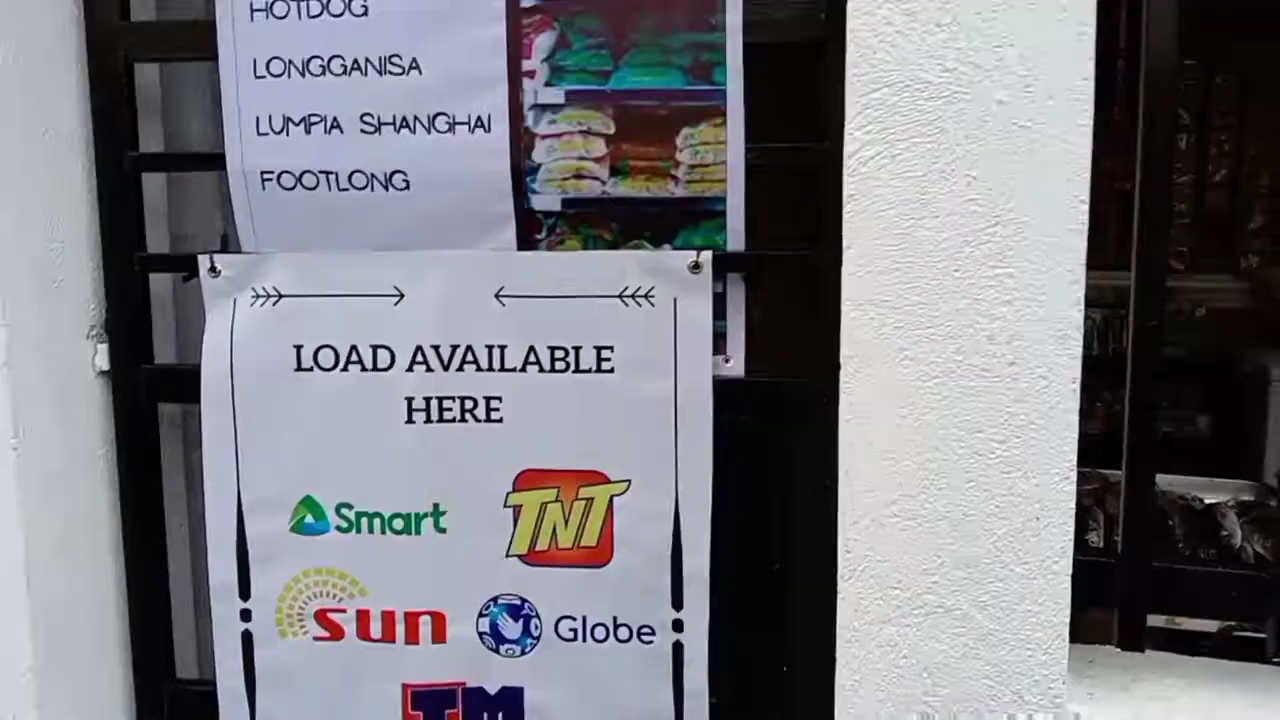 HOTDOG
LONGGANISA
LUMPIA SHANGHAI
FOOTLONG
LOAD AVAILABLE
HERE
Smart
TNT
sun
Globe
TM